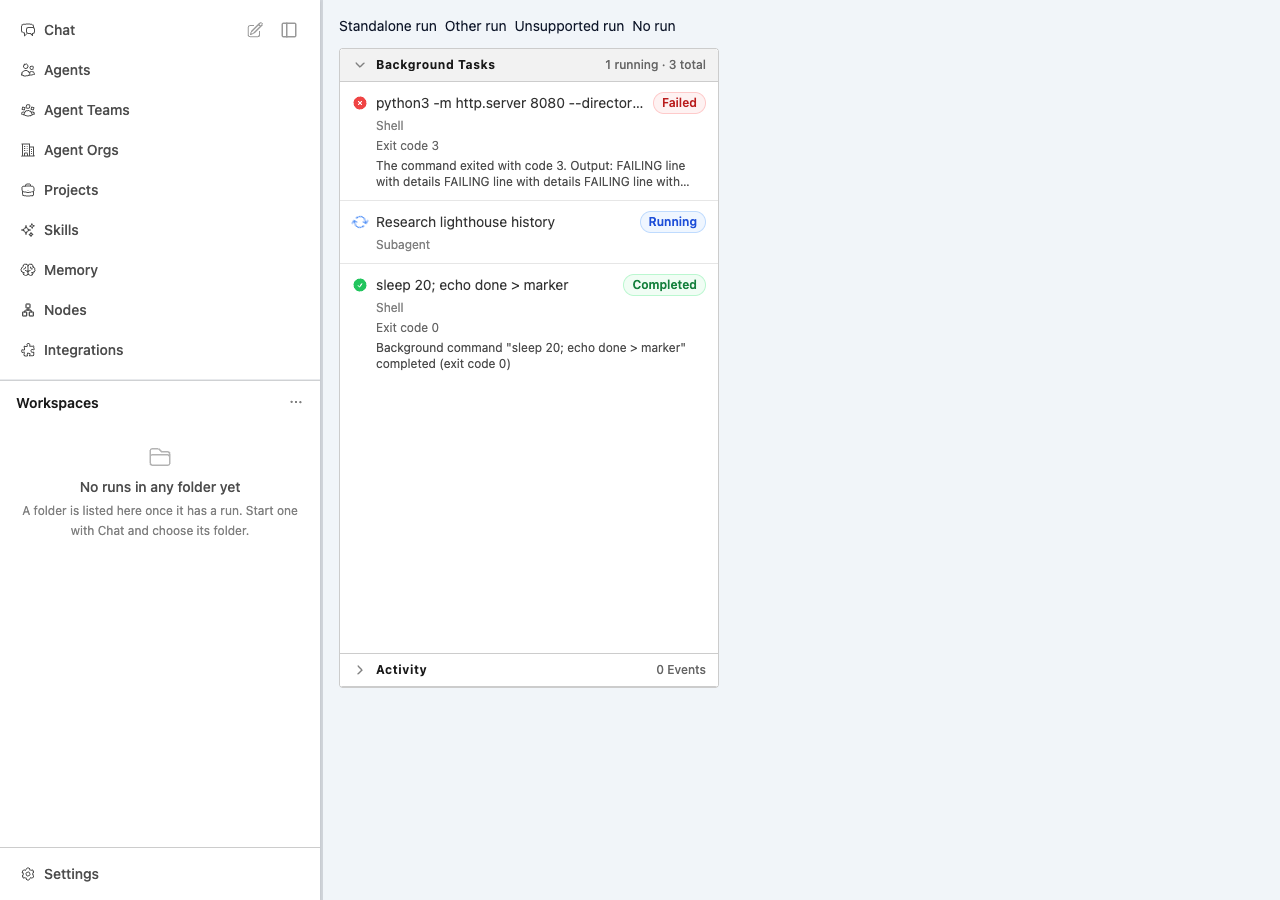 Chat
Agents
Agent Teams
Agent Orgs
Projects
Skills
Memory
Nodes
Integrations
Workspaces
No runs in any folder yet
A folder is listed here once it has a run. Start one
with Chat and choose its folder.
Settings
Standalone run Other run Unsupported run No run
Background Tasks 1 running · 3 total
python3 -m http.server 8080 --director... Failed
Shell
Exit code 3
The command exited with code 3. Output: FAILING line
with details FAILING line with details FAILING line with...
Research lighthouse history Running
Subagent
sleep 20; echo done > marker Completed
Shell
Exit code 0
Background command "sleep 20; echo done > marker"
completed (exit code 0)
Activity 0 Events